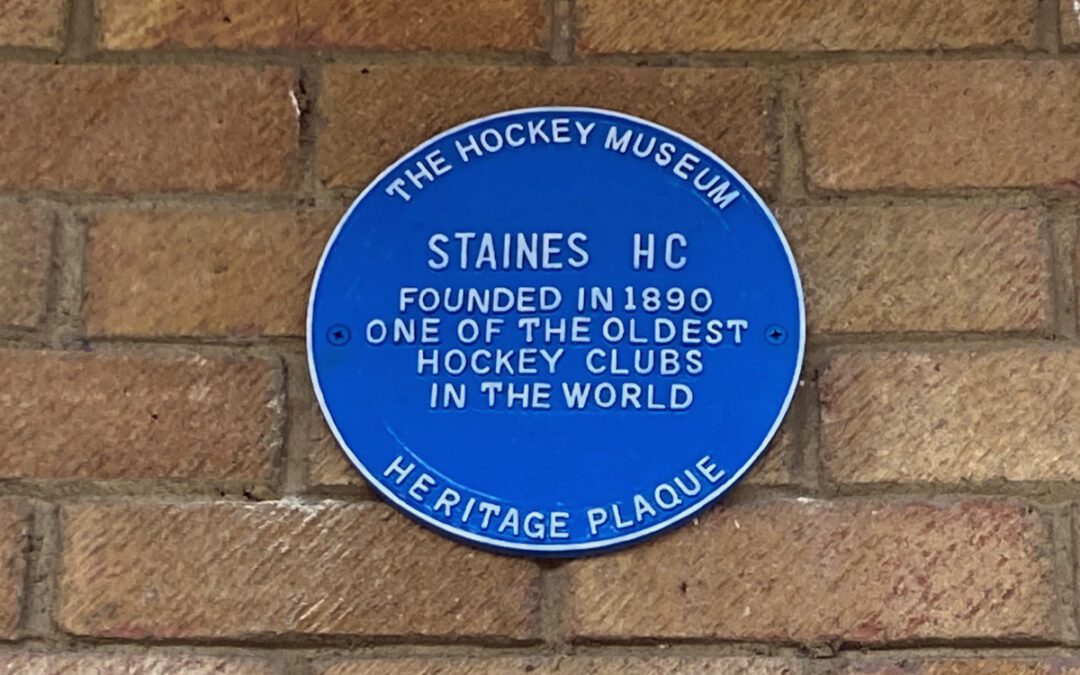 THE HOCKEY MUSEUM
STAINES HC
FOUNDED IN 1890
ONE OF THE OLDEST
HOCKEY CLUBS
IN THE WORLD
HERITAGE PLAQUE